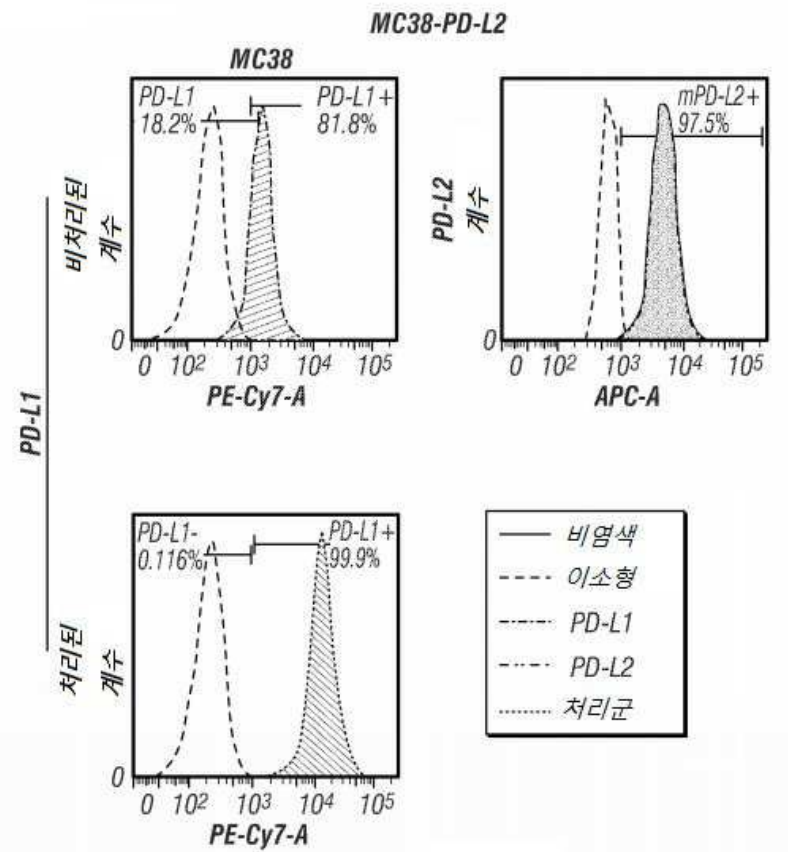 MC38-PD-L2
MC38
PD-L1
18.2%
PD-L1+
81.8%
mPD-L2+
97.5%
PD-L1
비처리된
계수
0
0 10² 10³ 10⁴ 10⁵
PE-Cy7-A
PD-L2
계수
0
0 10² 10³ 10⁴ 10⁵
APC-A
처리된
계수
PD-L1-
0.116%
PD-L1+
99.9%
0
0 10² 10³ 10⁴ 10⁵
PE-Cy7-A
비염색
이소형
PD-L1
PD-L2
처리군